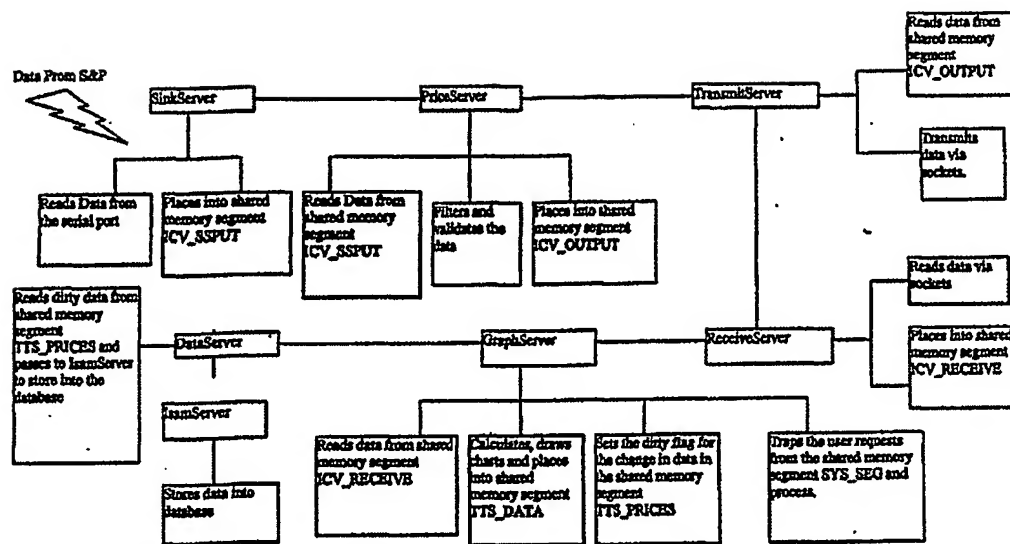 Data From S&P
SinkServer
PriceServer
TransmitServer
Reads data from
shared memory
segment
ICV_OUTPUT
Transmits
data via
sockets.
Reads Data from
the serial port
Places into shared
memory segment
ICV_SSPUT
Reads Data from
shared memory
segment
ICV_SSPUT
Filters and
validates the
data
Places into shared
memory segment
ICV_OUTPUT
Reads data via
sockets
Places into shared
memory segment
ICV_RECEIVE
Reads dirty data from
shared memory
segment
TTS_PRICES and
passes to IsamServer
to store into the
database
DataServer
GraphServer
ReceiveServer
IsamServer
Stores data into
database
Reads data from shared
memory segment
ICV_RECEIVE
Calculates, draws
charts and places
into shared
memory segment
TTS_DATA
Sets the dirty flag for
the change in data in
the shared memory
segment
TTS_PRICES
Traps the user requests
from the shared memory
segment SYS_SEG and
process.